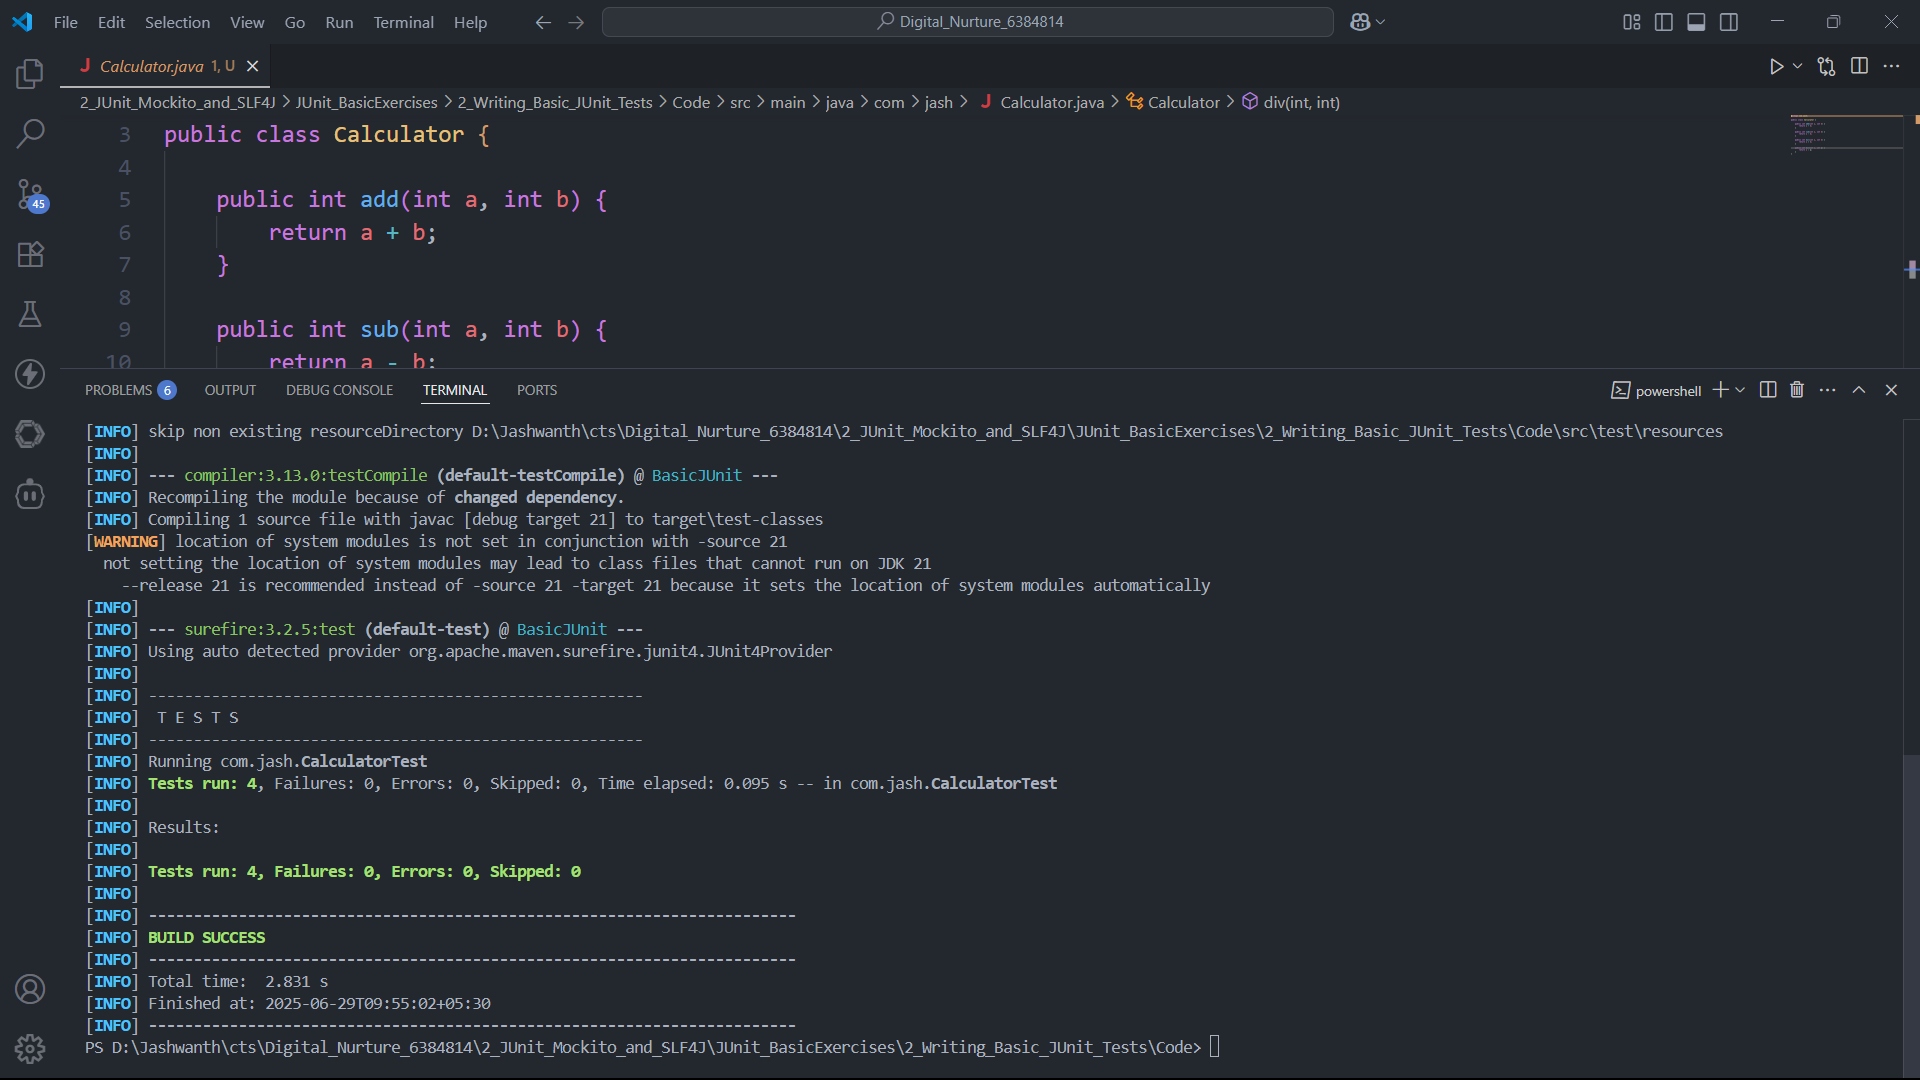 File Edit Selection View Go Run Terminal Help
Digital_Nurture_6384814
J Calculator.java 1, U
2_JUnit_Mockito_and_SLF4J > JUnit_BasicExercises > 2_Writing_Basic_JUnit_Tests > Code > src > main > java > com > jash > J Calculator.java > Calculator > div(int, int)
3 public class Calculator {
4
5 public int add(int a, int b) {
6 return a + b;
7 }
8
9 public int sub(int a, int b) {
10 return a - b;
45
PROBLEMS 6 OUTPUT DEBUG CONSOLE TERMINAL PORTS
powershell
[INFO] skip non existing resourceDirectory D:\Jashwanth\cts\Digital_Nurture_6384814\2_JUnit_Mockito_and_SLF4J\JUnit_BasicExercises\2_Writing_Basic_JUnit_Tests\Code\src\test\resources
[INFO]
[INFO] --- compiler:3.13.0:testCompile (default-testCompile) @ BasicJUnit ---
[INFO] Recompiling the module because of changed dependency.
[INFO] Compiling 1 source file with javac [debug target 21] to target\test-classes
[WARNING] location of system modules is not set in conjunction with -source 21
not setting the location of system modules may lead to class files that cannot run on JDK 21
--release 21 is recommended instead of -source 21 -target 21 because it sets the location of system modules automatically
[INFO]
[INFO] --- surefire:3.2.5:test (default-test) @ BasicJUnit ---
[INFO] Using auto detected provider org.apache.maven.surefire.junit4.JUnit4Provider
[INFO]
[INFO] -------------------------------------------------------
[INFO] T E S T S
[INFO] -------------------------------------------------------
[INFO] Running com.jash.CalculatorTest
[INFO] Tests run: 4, Failures: 0, Errors: 0, Skipped: 0, Time elapsed: 0.095 s -- in com.jash.CalculatorTest
[INFO]
[INFO] Results:
[INFO]
[INFO] Tests run: 4, Failures: 0, Errors: 0, Skipped: 0
[INFO]
[INFO] ------------------------------------------------------------------------
[INFO] BUILD SUCCESS
[INFO] ------------------------------------------------------------------------
[INFO] Total time:  2.831 s
[INFO] Finished at: 2025-06-29T09:55:02+05:30
[INFO] ------------------------------------------------------------------------
PS D:\Jashwanth\cts\Digital_Nurture_6384814\2_JUnit_Mockito_and_SLF4J\JUnit_BasicExercises\2_Writing_Basic_JUnit_Tests\Code>